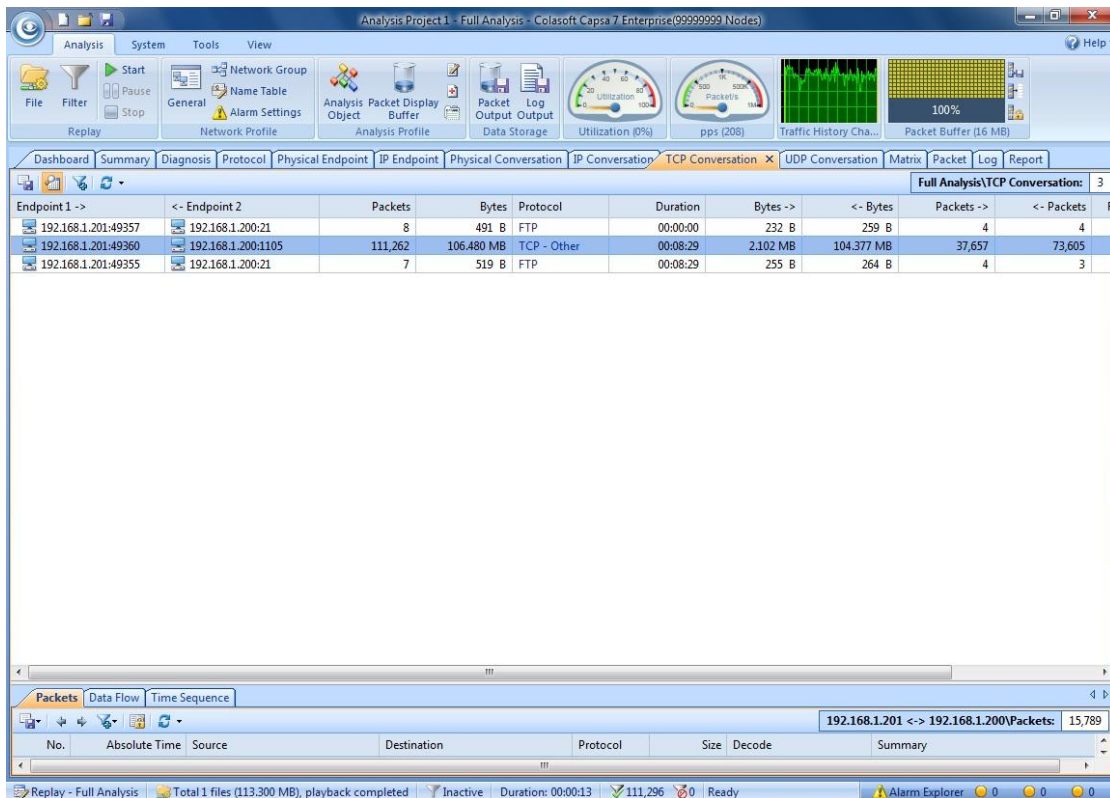 Analysis Project 1 - Full Analysis - Colasoft Capsa 7 Enterprise(99999999 Nodes)
Analysis System Tools View Help
File Filter Start Pause Stop
General Network Group Name Table Alarm Settings
Analysis Object Packet Display Buffer
Packet Output Log Output
20 40 60 80 100 Utilization
500 1K 500K 1M Packet/s
100%
Replay Network Profile Analysis Profile Data Storage Utilization (0%) pps (208) Traffic History Cha... Packet Buffer (16 MB)
Dashboard Summary Diagnosis Protocol Physical Endpoint IP Endpoint Physical Conversation IP Conversation TCP Conversation UDP Conversation Matrix Packet Log Report
Full Analysis\TCP Conversation: 3
Endpoint 1 -> <- Endpoint 2 Packets Bytes Protocol Duration Bytes -> <- Bytes Packets -> <- Packets
192.168.1.201:49357 192.168.1.200:21 8 491 B FTP 00:00:00 232 B 259 B 4 4
192.168.1.201:49360 192.168.1.200:1105 111,262 106.480 MB TCP - Other 00:08:29 2.102 MB 104.377 MB 37,657 73,605
192.168.1.201:49355 192.168.1.200:21 7 519 B FTP 00:08:29 255 B 264 B 4 3
Packets Data Flow Time Sequence
192.168.1.201 <-> 192.168.1.200\Packets: 15,789
No. Absolute Time Source Destination Protocol Size Decode Summary
Replay - Full Analysis Total 1 files (113.300 MB), playback completed Inactive Duration: 00:00:13 111,296 0 Ready Alarm Explorer 0 0 0